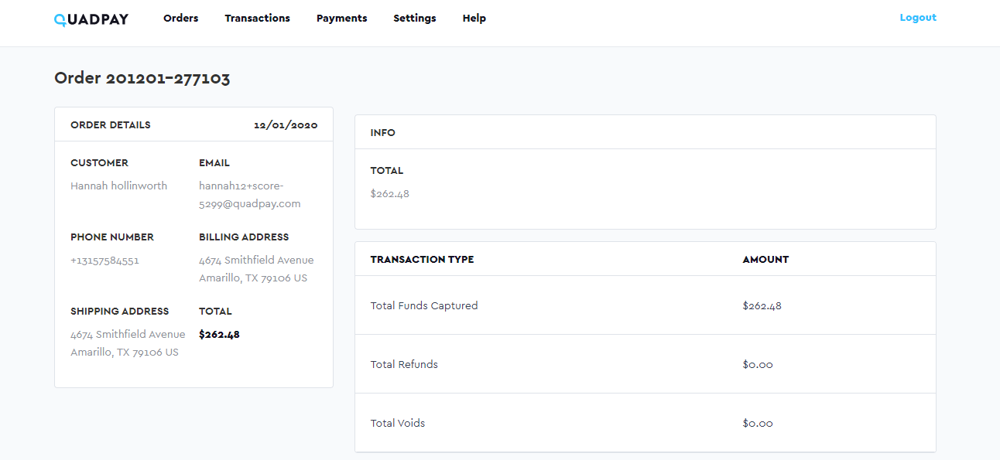 QUADPAY Orders Transactions Payments Settings Help Logout
Order 201201-277103
ORDER DETAILS 12/01/2020
CUSTOMER EMAIL
Hannah hollinworth hannah12+score-
5299@quadpay.com
PHONE NUMBER BILLING ADDRESS
+13157584551 4674 Smithfield Avenue
Amarillo, TX 79106 US
SHIPPING ADDRESS TOTAL
4674 Smithfield Avenue $262.48
Amarillo, TX 79106 US
INFO
TOTAL
$262.48
TRANSACTION TYPE AMOUNT
Total Funds Captured $262.48
Total Refunds $0.00
Total Voids $0.00